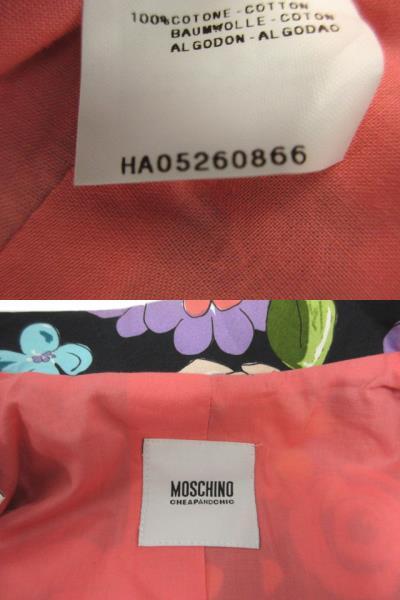 100% COTONE - COTTON
BAUMWOLLE - COTON
ALGODON - ALGODAO
HA05260866
MOSCHINO
CHEAPANDCHIC